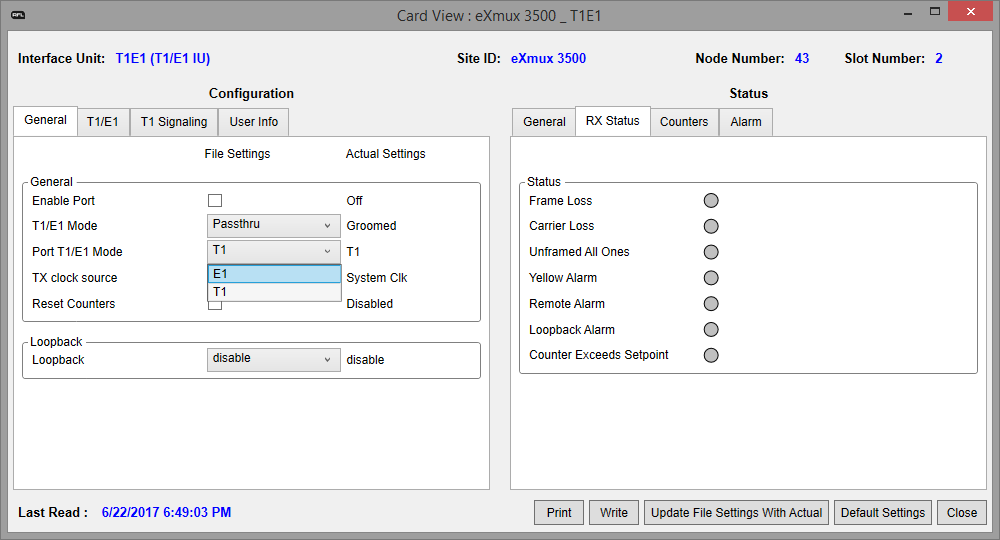 AFL
Card View : eXmux 3500 _ T1E1
Interface Unit: T1E1 (T1/E1 IU) Site ID: eXmux 3500 Node Number: 43 Slot Number: 2
Configuration
General T1/E1 T1 Signaling User Info
File Settings Actual Settings
General
Enable Port Off
T1/E1 Mode Passthru Groomed
Port T1/E1 Mode T1 T1
E1
TX clock source System Clk
T1
Reset Counters Disabled
Loopback
Loopback disable disable
Status
General RX Status Counters Alarm
Status
Frame Loss
Carrier Loss
Unframed All Ones
Yellow Alarm
Remote Alarm
Loopback Alarm
Counter Exceeds Setpoint
Last Read : 6/22/2017 6:49:03 PM
Print Write Update File Settings With Actual Default Settings Close